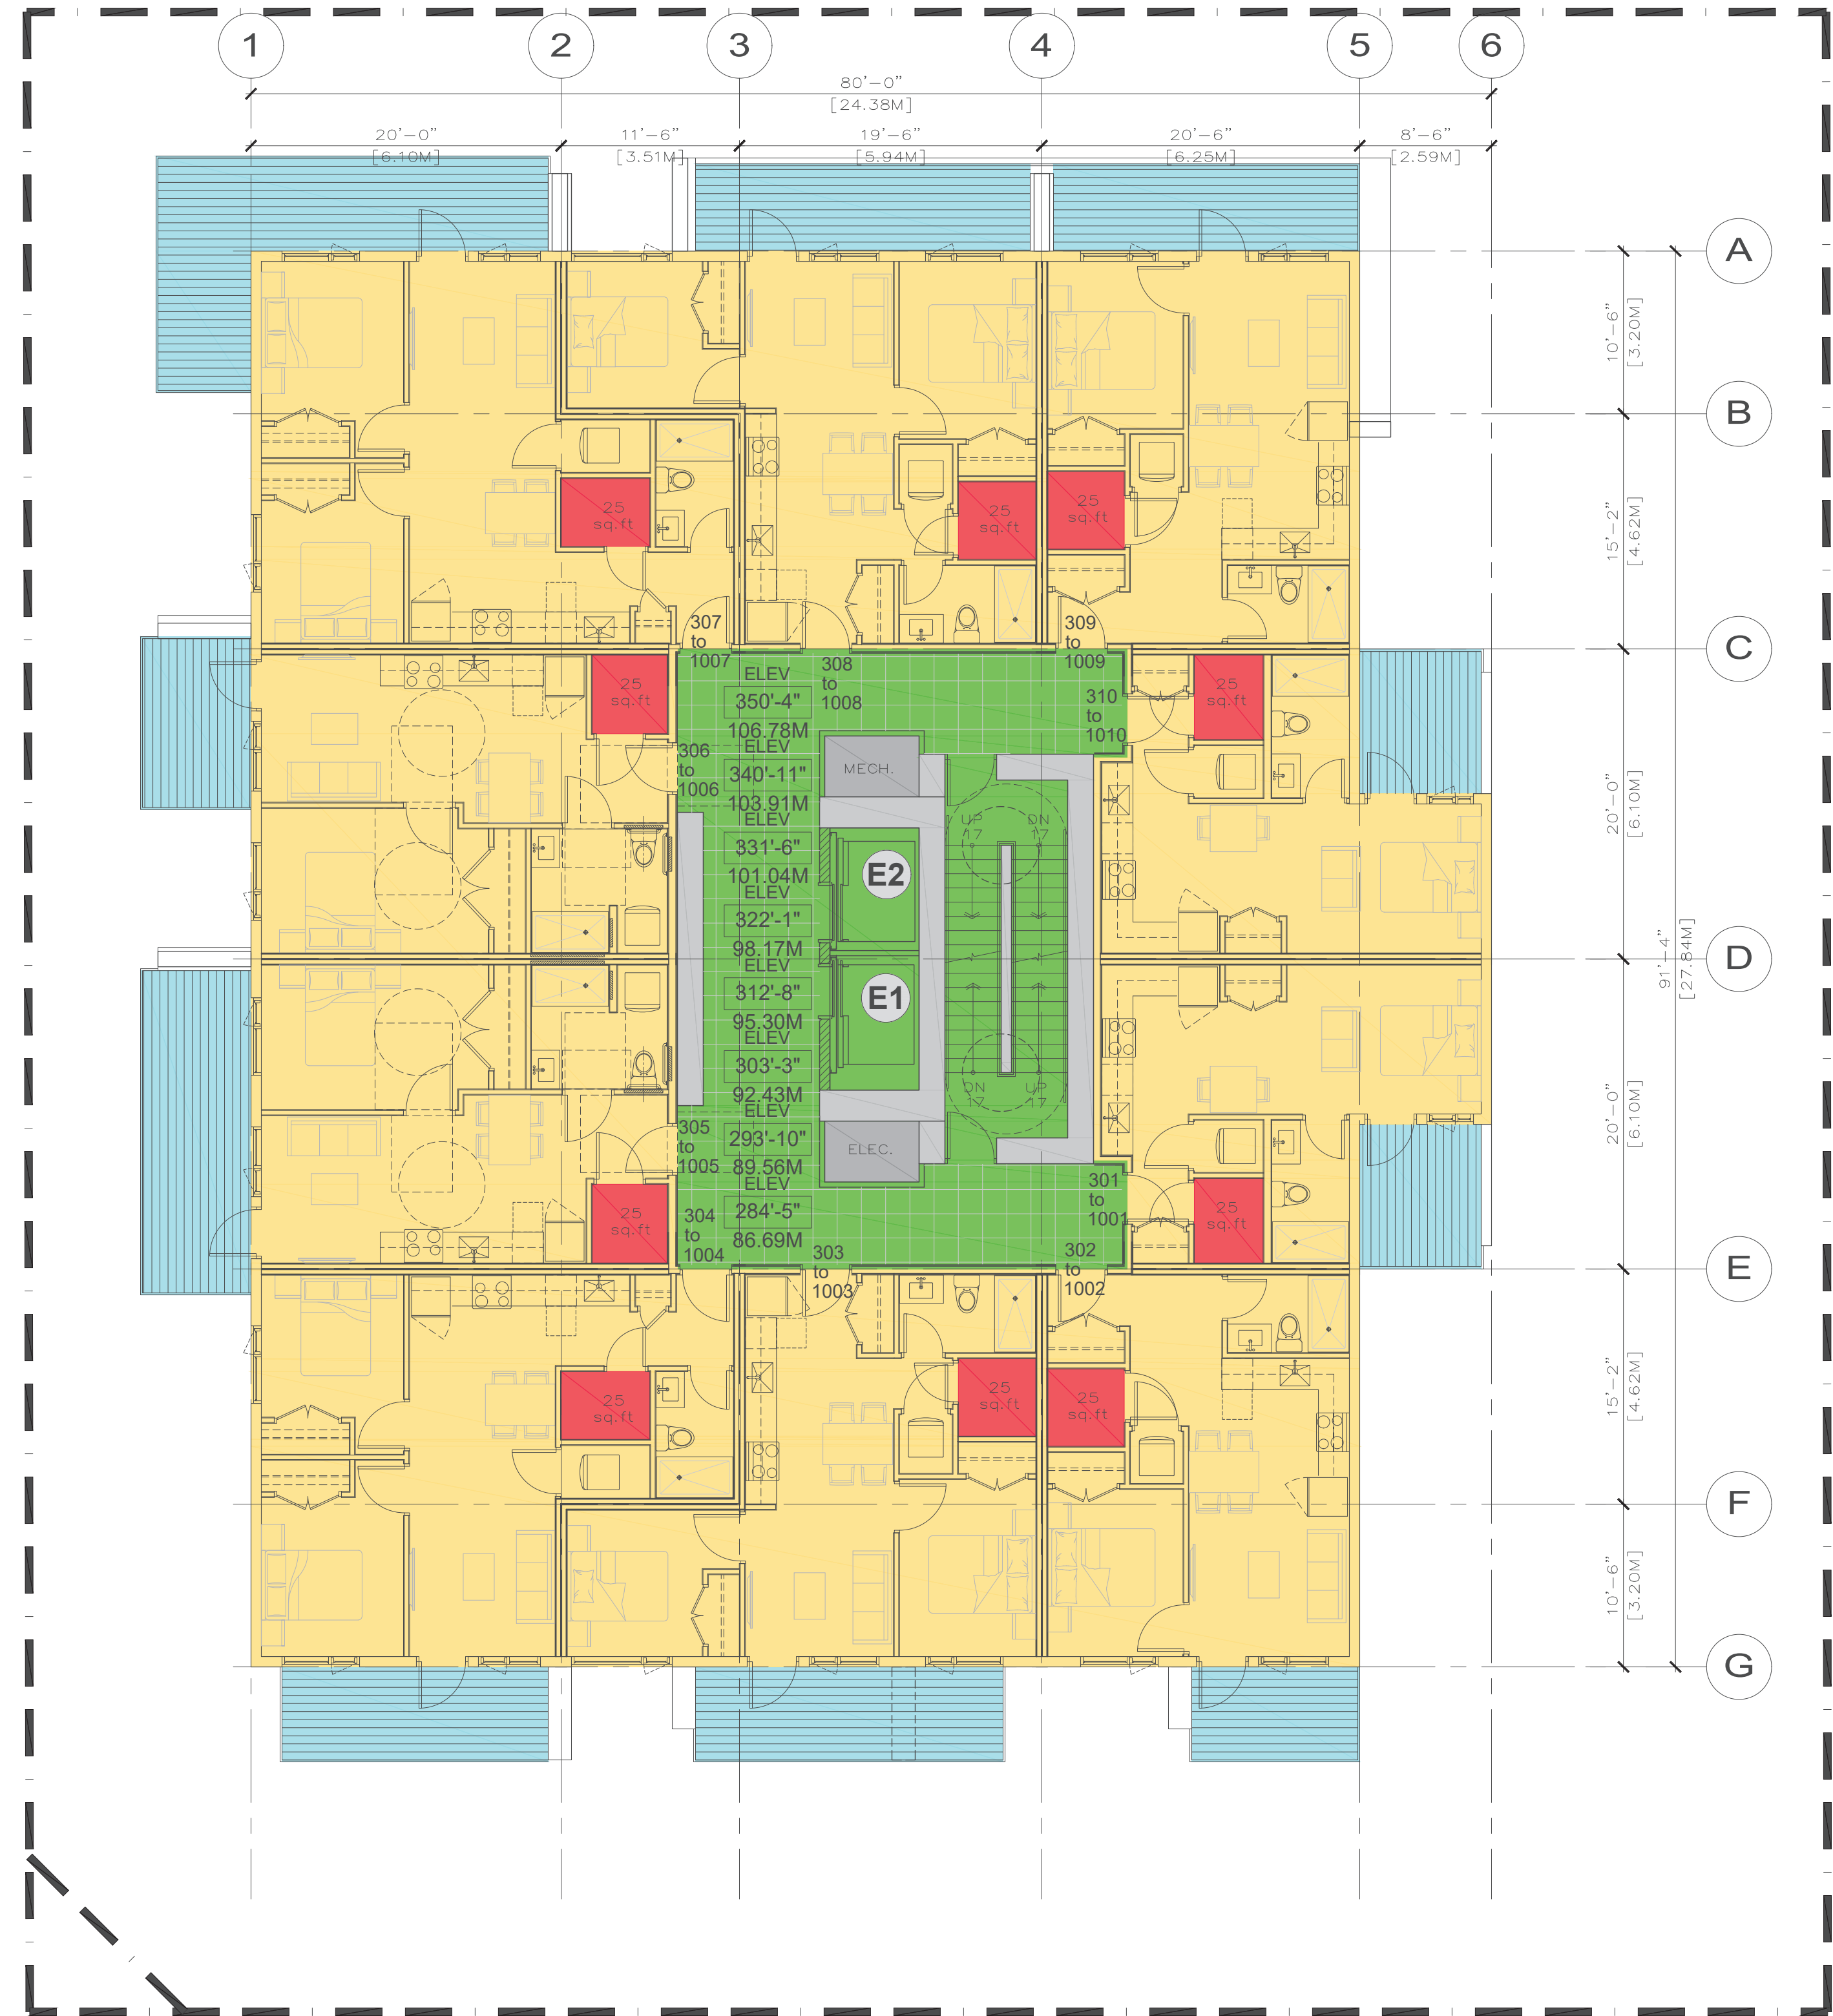 1
2
3
4
5
6
80'-0"
[24.38M]
20'-0"
[6.10M]
11'-6"
[3.51M]
19'-6"
[5.94M]
20'-6"
[6.25M]
8'-6"
[2.59M]
A
10'-6"
[3.20M]
B
15'-2"
[4.62M]
C
20'-0"
[6.10M]
D
91'-4"
[27.84M]
20'-0"
[6.10M]
E
15'-2"
[4.62M]
F
10'-6"
[3.20M]
G
25
sq.ft
25
sq.ft
25
sq.ft
307
to
1007
308
to
1008
309
to
1009
25
sq.ft
25
sq.ft
310
to
1010
306
to
1006
ELEV
350'-4"
106.78M
ELEV
340'-11"
103.91M
ELEV
331'-6"
101.04M
ELEV
322'-1"
98.17M
ELEV
312'-8"
95.30M
ELEV
303'-3"
92.43M
ELEV
293'-10"
89.56M
ELEV
284'-5"
86.69M
MECH.
UP
17
DN
17
E2
E1
DN
17
UP
17
ELEC.
305
to
1005
301
to
1001
25
sq.ft
25
sq.ft
304
to
1004
303
to
1003
302
to
1002
25
sq.ft
25
sq.ft
25
sq.ft